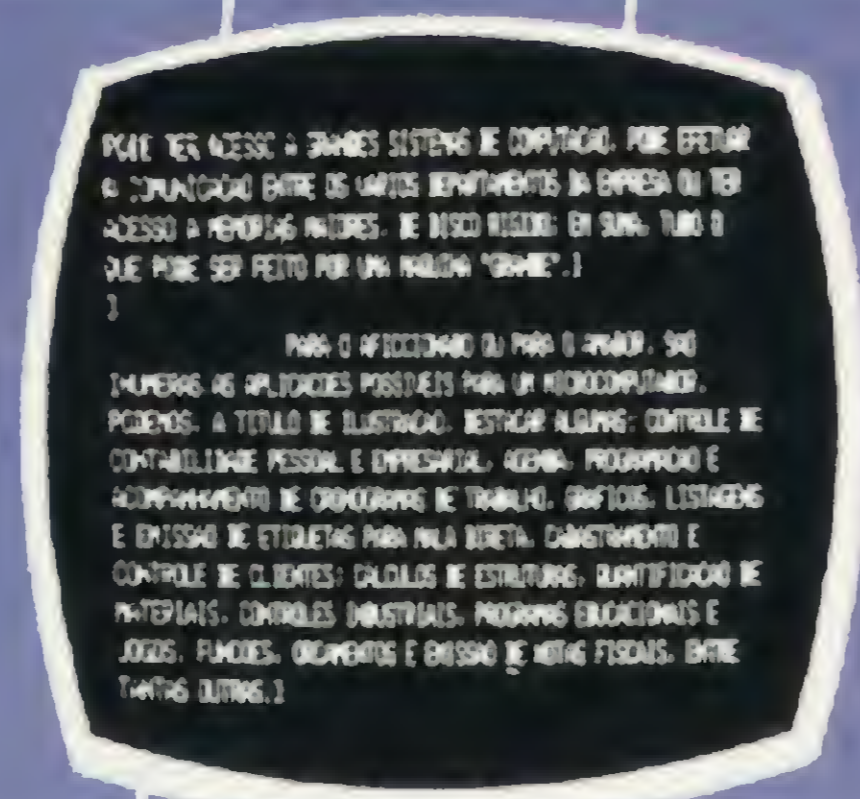 PODE TER ACESSO A GRANDES SISTEMAS DE COMPUTACAO. PODE EFETUAR
A COMUNICACAO ENTRE OS VARIOS DEPARTAMENTOS DA EMPRESA OU TER
ACESSO A MEMORIAS MAIORES. DE DISCO RIGIDO: EM SUMA. TUDO O
QUE PODE SER FEITO POR UMA MAQUINA "GRANDE".]
]
PARA O AFICCIONADO OU PARA O AMADOR. SAO
INUMERAS AS APLICACOES POSSIVEIS PARA UM MICROCOMPUTADOR.
PODEMOS. A TITULO DE ILUSTRACAO. DESTACAR ALGUMAS: CONTROLE DE
CONTABILIDADE PESSOAL E EMPRESARIAL. AGENDA. PROGRAMACAO E
ACOMPANHAMENTO DE CRONOGRAMAS DE TRABALHO. GRAFICOS. LISTAGENS
E EMISSAO DE ETIQUETAS PARA MALA DIRETA. CADASTRAMENTO E
CONTROLE DE CLIENTES: CALCULOS DE ESTRUTURAS. QUANTIFICACAO DE
MATERIAIS. CONTROLES INDUSTRIAIS. PROGRAMAS EDUCACIONAIS E
JOGOS. FUNCOES. ORCAMENTOS E EMISSAO DE NOTAS FISCAIS. ENTRE
TANTAS OUTRAS.]